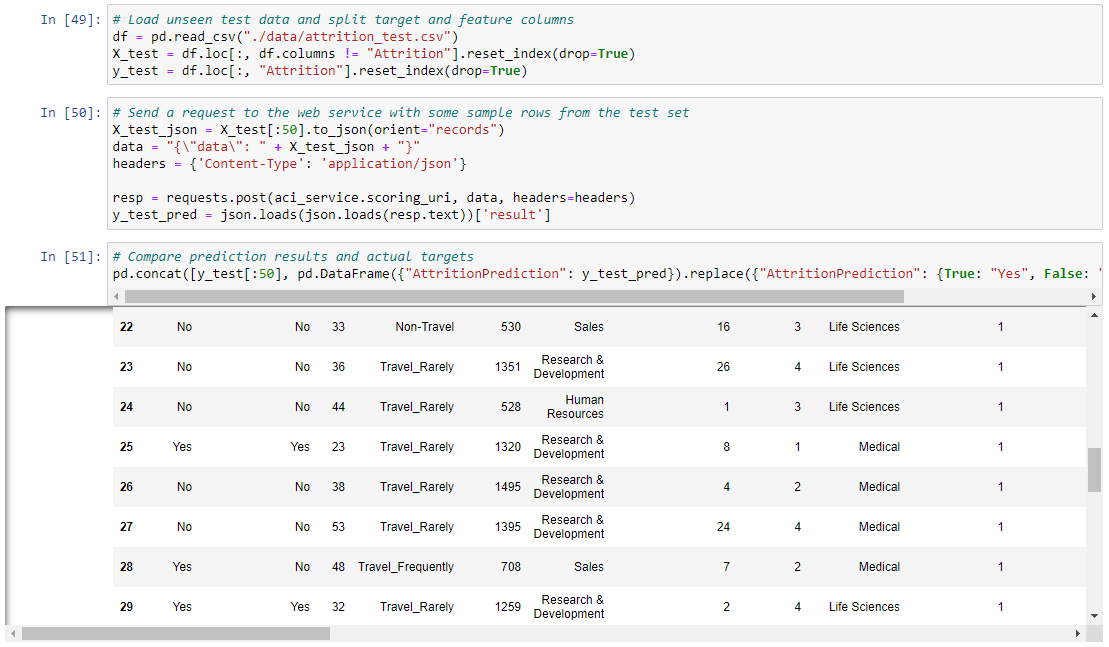 In [49]: # Load unseen test data and split target and feature columns
df = pd.read_csv("./data/attrition_test.csv")
X_test = df.loc[:, df.columns != "Attrition"].reset_index(drop=True)
y_test = df.loc[:, "Attrition"].reset_index(drop=True)
In [50]: # Send a request to the web service with some sample rows from the test set
X_test_json = X_test[:50].to_json(orient="records")
data = "{\"data\": " + X_test_json + "}"
headers = {'Content-Type': 'application/json'}
resp = requests.post(aci_service.scoring_uri, data, headers=headers)
y_test_pred = json.loads(json.loads(resp.text))['result']
In [51]: # Compare prediction results and actual targets
pd.concat([y_test[:50], pd.DataFrame({"AttritionPrediction": y_test_pred}).replace({"AttritionPrediction": {True: "Yes", False: '
22 No No 33 Non-Travel 530 Sales 16 3 Life Sciences 1
23 No No 36 Travel_Rarely 1351 Research & Development 26 4 Life Sciences 1
24 No No 44 Travel_Rarely 528 Human Resources 1 3 Life Sciences 1
25 Yes Yes 23 Travel_Rarely 1320 Research & Development 8 1 Medical 1
26 No No 38 Travel_Rarely 1495 Research & Development 4 2 Medical 1
27 No No 53 Travel_Rarely 1395 Research & Development 24 4 Medical 1
28 Yes No 48 Travel_Frequently 708 Sales 7 2 Medical 1
29 Yes Yes 32 Travel_Rarely 1259 Research & Development 2 4 Life Sciences 1